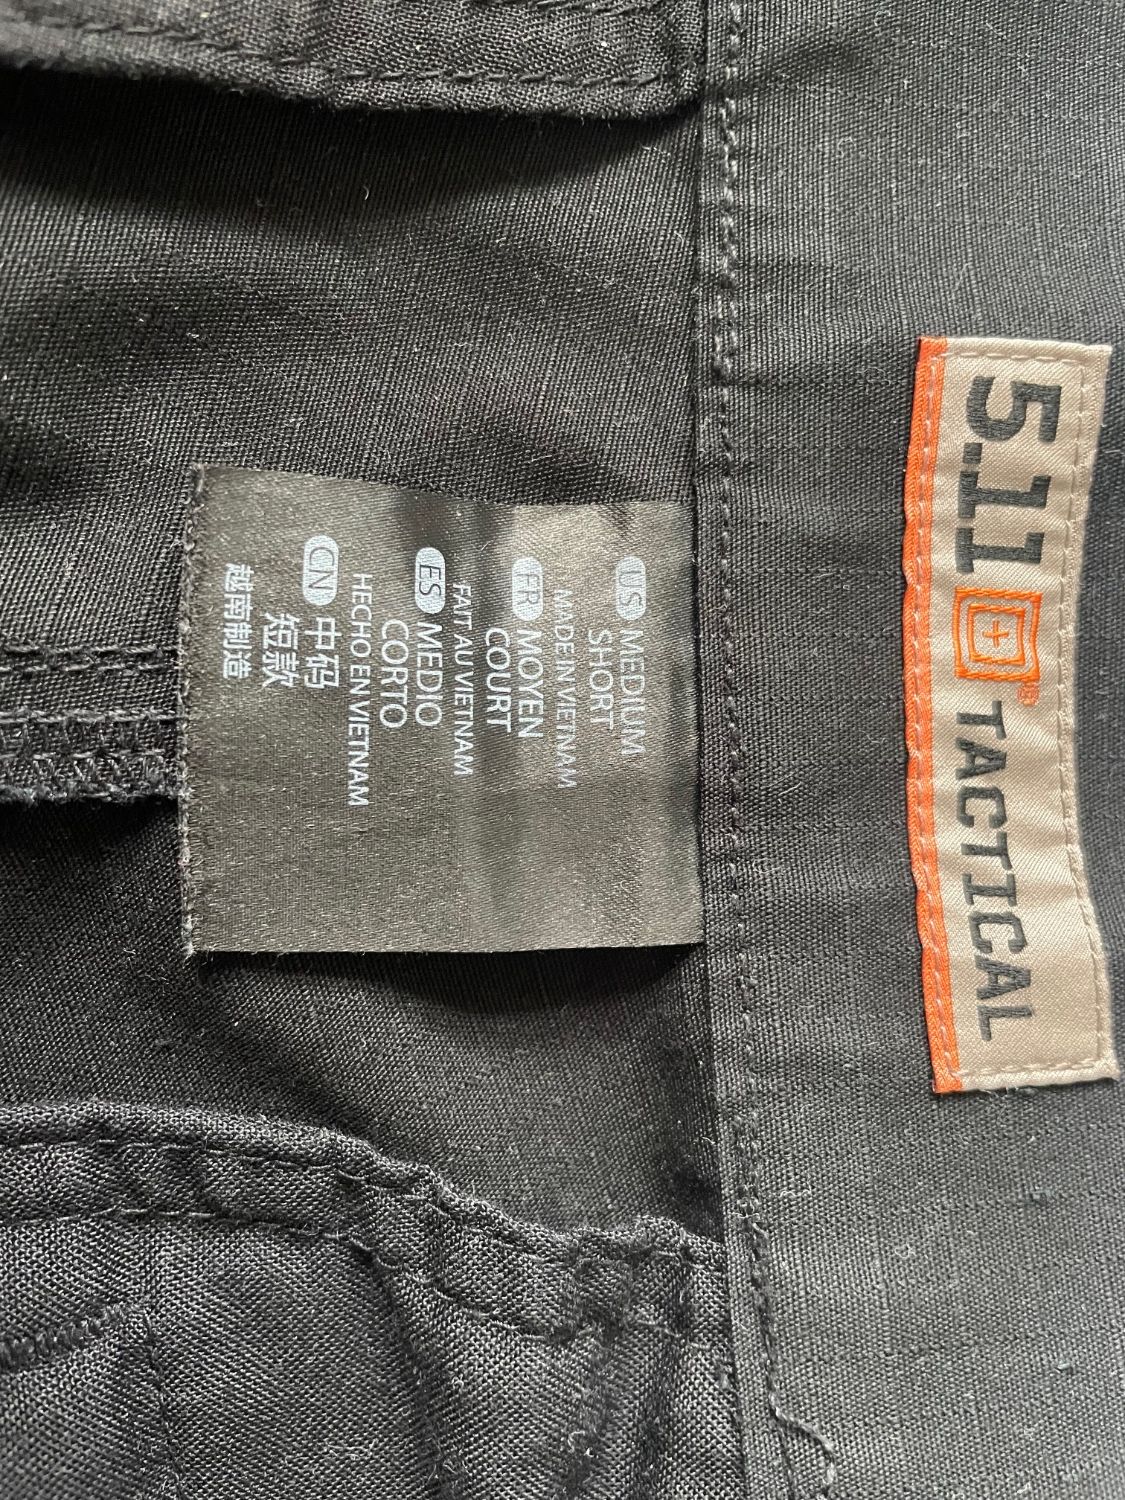 5.11® TACTICAL
US MEDIUM
SHORT
MADE IN VIETNAM
FR MOYEN
COURT
FAIT AU VIETNAM
ES MEDIO
CORTO
HECHO EN VIETNAM
CN 中码
短款
越南制造